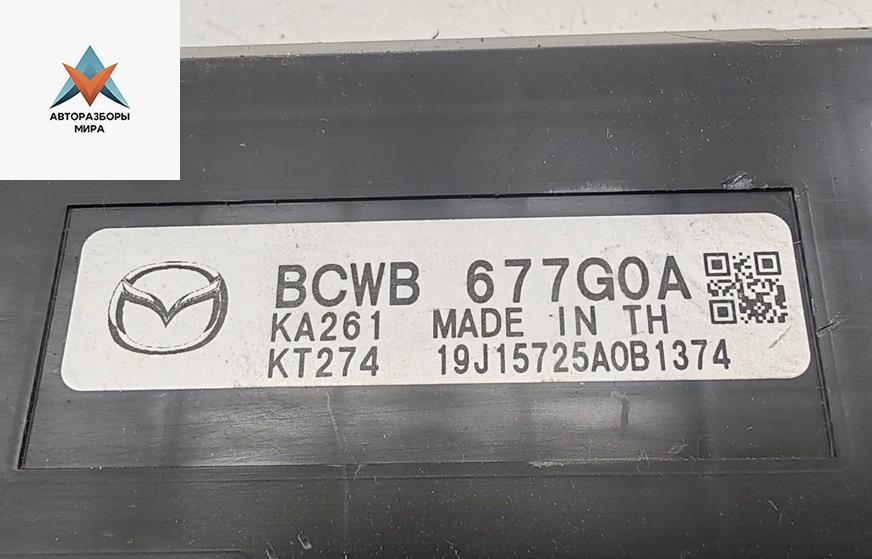 АВТОРАЗБОРЫ
МИРА
BCWB 677G0A
KA261 MADE IN TH
KT274 19J15725A0B1374